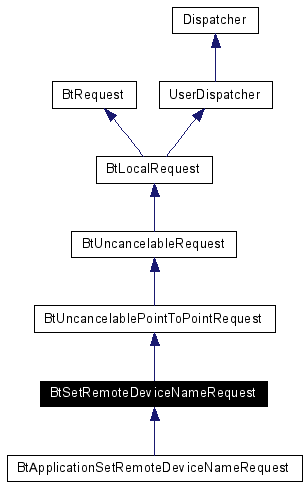 Dispatcher
BtRequest
UserDispatcher
BtLocalRequest
BtUncancelableRequest
BtUncancelablePointToPointRequest
BtSetRemoteDeviceNameRequest
BtApplicationSetRemoteDeviceNameRequest